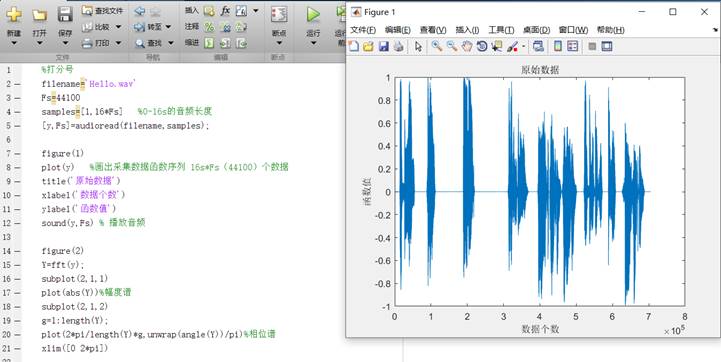 新建
打开
保存
查找文件
比较
打印
文件
转至
查找
导航
插入
fx
注释
缩进
编辑
断点
断点
运行
运行
Figure 1
文件(F) 编辑(E) 查看(V) 插入(I) 工具(T) 桌面(D) 窗口(W) 帮助(H)
1 %打分号
2 filename='Hello.wav'
3 Fs=44100
4 samples=[1,16*Fs] %0-16s的音频长度
5 [y,Fs]=audioread(filename,samples);
6
7 figure(1)
8 plot(y) %画出采集数据函数序列 16s*Fs（44100）个数据
9 title('原始数据')
10 xlabel('数据个数')
11 ylabel('函数值')
12 sound(y,Fs) % 播放音频
13
14 figure(2)
15 Y=fft(y);
16 subplot(2,1,1)
17 plot(abs(Y))%幅度谱
18 subplot(2,1,2)
19 g=1:length(Y);
20 plot(2*pi/length(Y)*g,unwrap(angle(Y))/pi)%相位谱
21 xlim([0 2*pi])
原始数据
函数值
1
0.8
0.6
0.4
0.2
0
-0.2
-0.4
-0.6
-0.8
-1
0 1 2 3 4 5 6 7 8
数据个数
×10^5